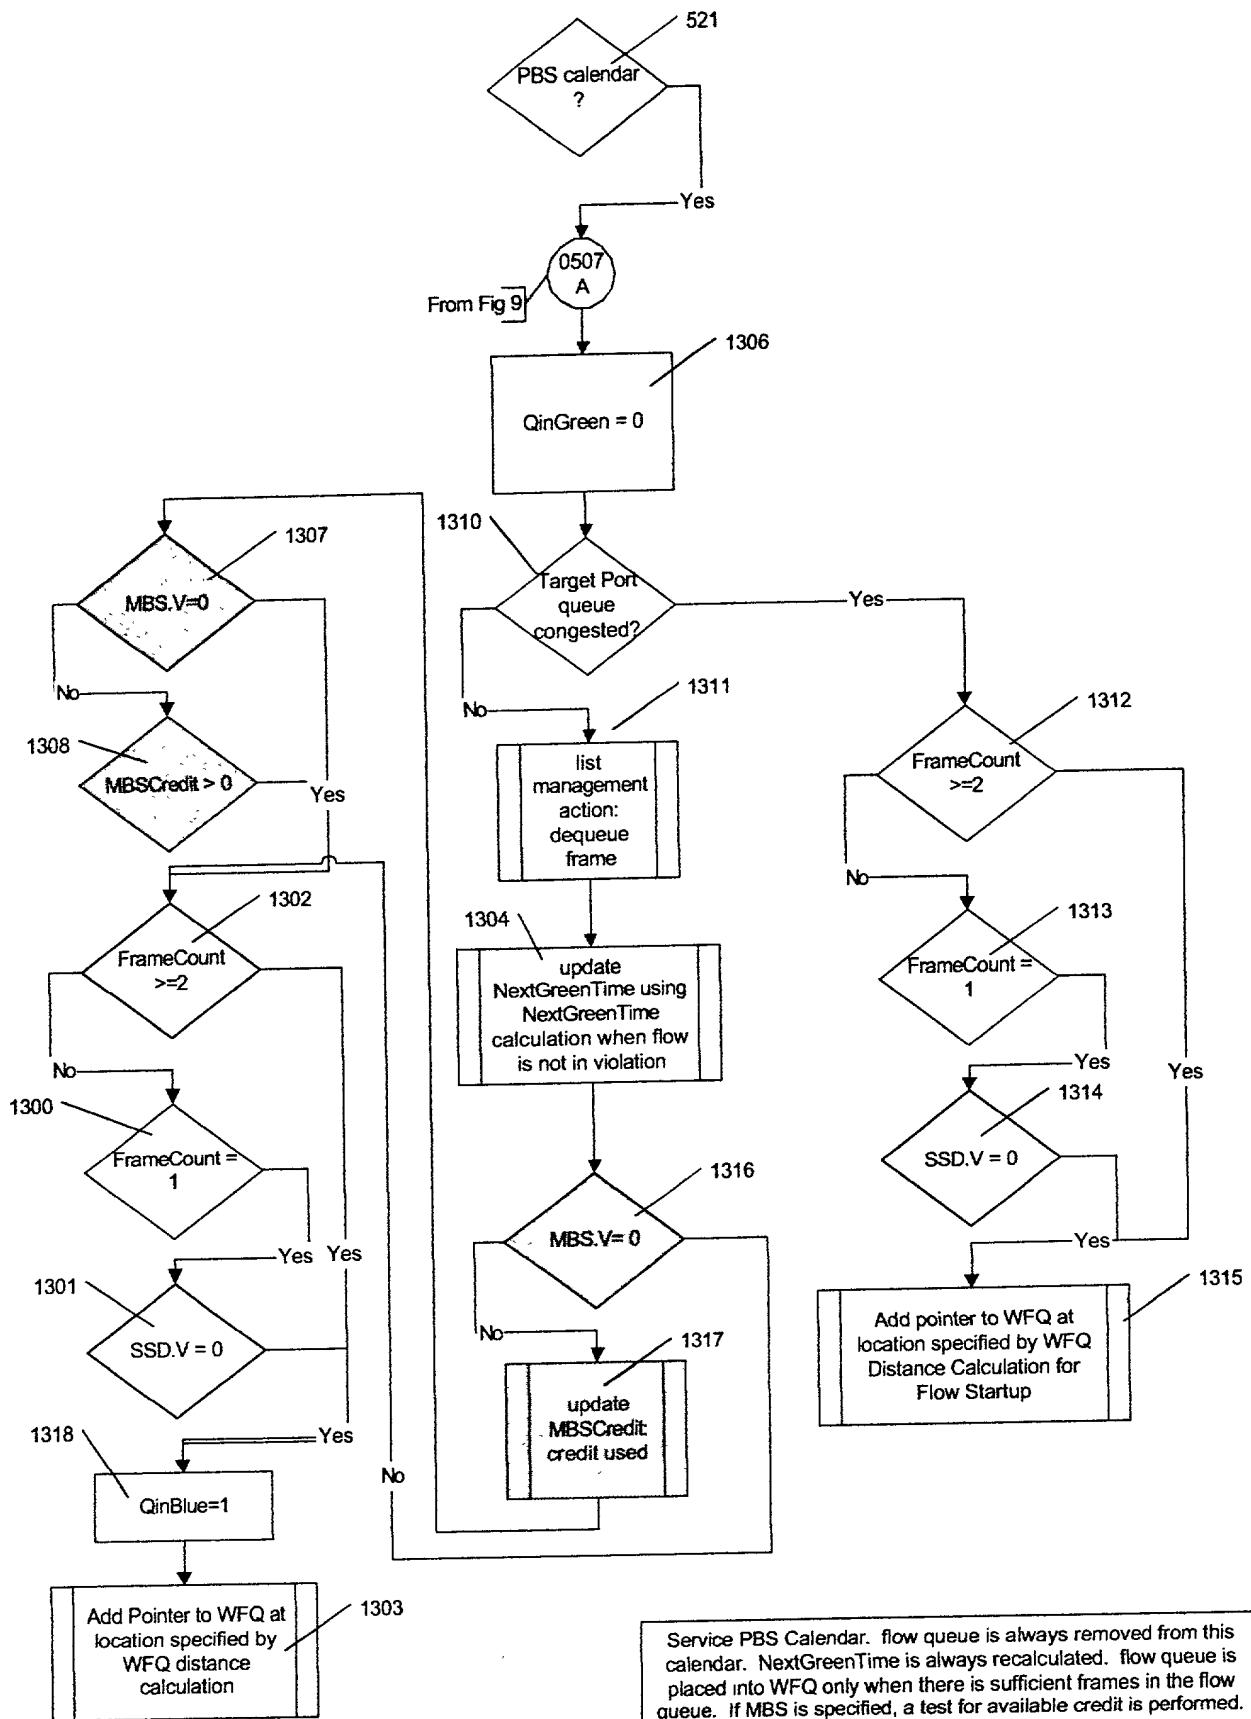 521
PBS calendar
?
Yes
0507
A
From Fig 9
1306
QinGreen = 0
1310
Target Port
queue
congested?
Yes
No
1307
MBS.V=0
No
1308
MBSCredit > 0
Yes
1311
list
management
action:
dequeue
frame
1312
FrameCount
>=2
No
Yes
1302
FrameCount
>=2
No
1304
update
NextGreenTime using
NextGreenTime
calculation when flow
is not in violation
1313
FrameCount =
1
Yes
1300
FrameCount =
1
Yes
Yes
1314
SSD.V = 0
Yes
1316
MBS.V= 0
No
No
1301
SSD.V = 0
Yes
1317
update
MBSCredit:
credit used
1315
Add pointer to WFQ at
location specified by WFQ
Distance Calculation for
Flow Startup
1318
QinBlue=1
1303
Add Pointer to WFQ at
location specified by
WFQ distance
calculation
Service PBS Calendar. flow queue is always removed from this
calendar. NextGreenTime is always recalculated. flow queue is
placed into WFQ only when there is sufficient frames in the flow
queue. If MBS is specified, a test for available credit is performed.